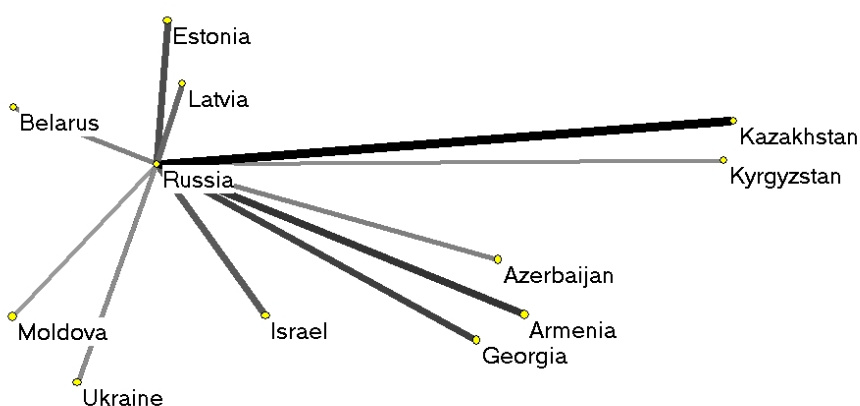 Estonia
Latvia
Belarus
Kazakhstan
Kyrgyzstan
Russia
Azerbaijan
Moldova
Israel
Armenia
Georgia
Ukraine